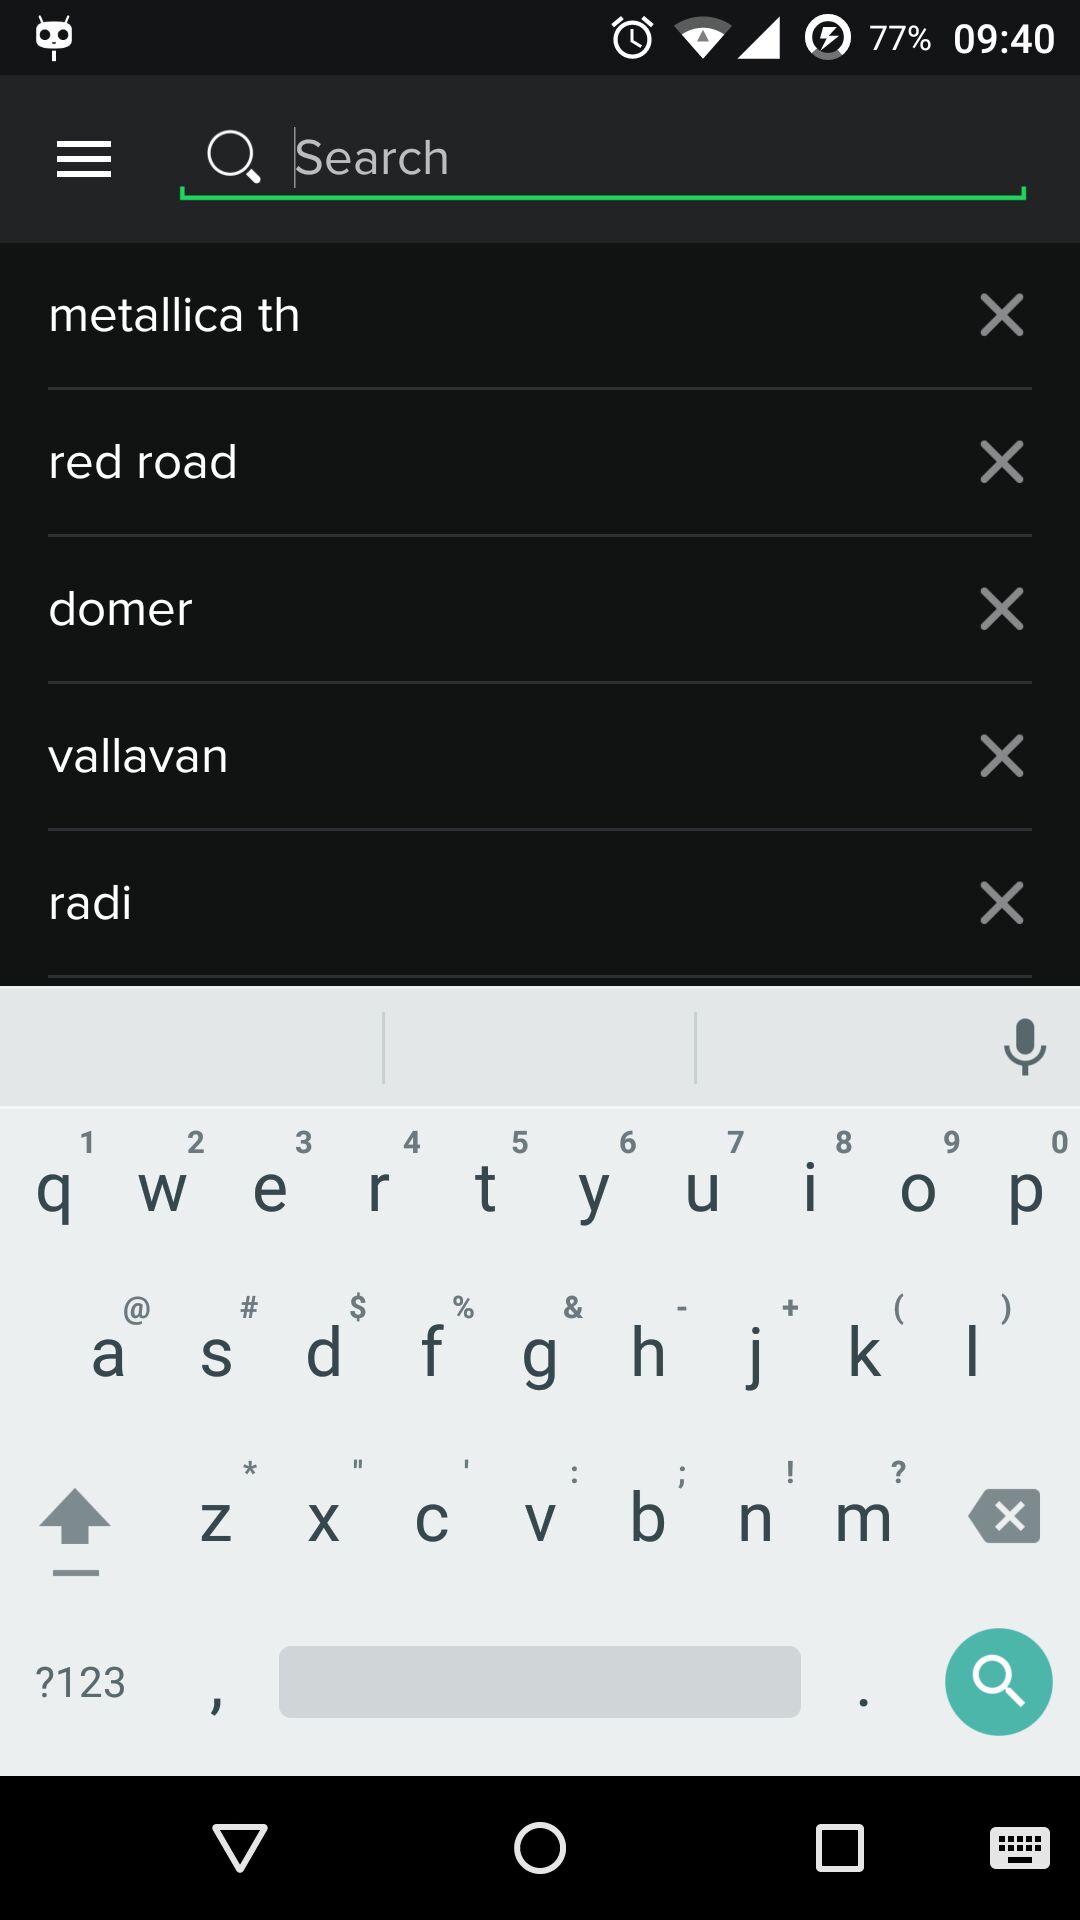 77% 09:40
Search
metallica th
red road
domer
vallavan
radi
1 2 3 4 5 6 7 8 9 0
q w e r t y u i o p
@ # $ % & - + ( )
a s d f g h j k l
* " ' : ; ! ?
z x c v b n m
?123 , .